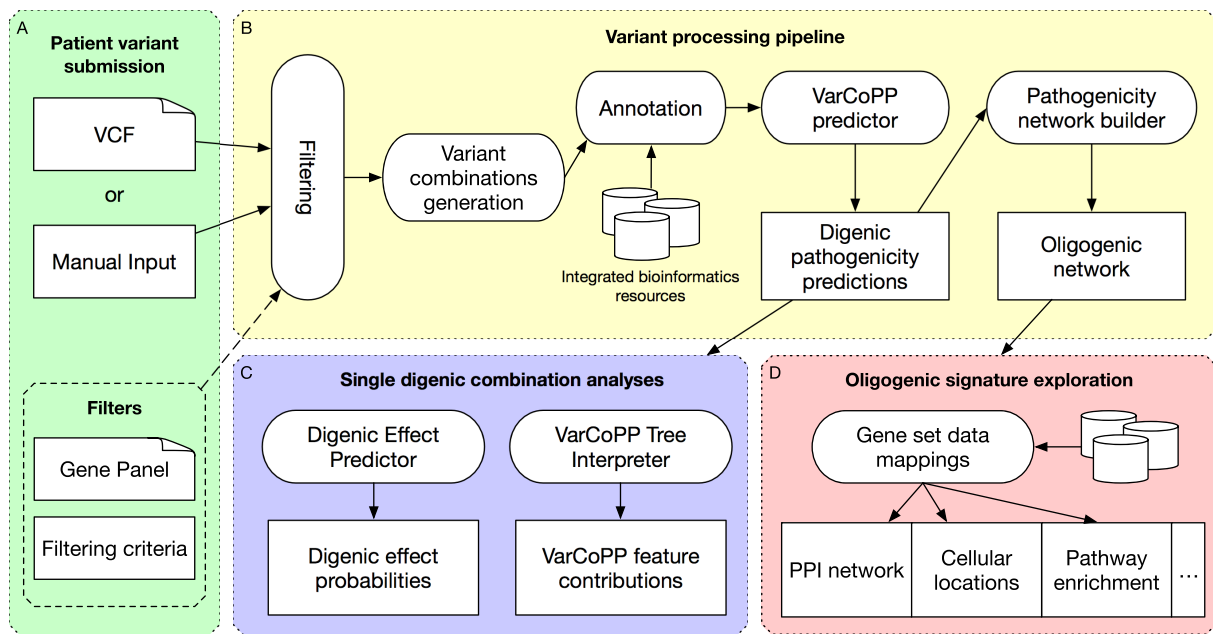 A
Patient variant
submission
VCF
or
Manual Input
Filters
Gene Panel
Filtering criteria
B
Variant processing pipeline
Filtering
Variant
combinations
generation
Annotation
Integrated bioinformatics
resources
VarCoPP
predictor
Digenic
pathogenicity
predictions
Pathogenicity
network builder
Oligogenic
network
C
Single digenic combination analyses
Digenic Effect
Predictor
Digenic effect
probabilities
VarCoPP Tree
Interpreter
VarCoPP feature
contributions
D
Oligogenic signature exploration
Gene set data
mappings
PPI network
Cellular
locations
Pathway
enrichment
...